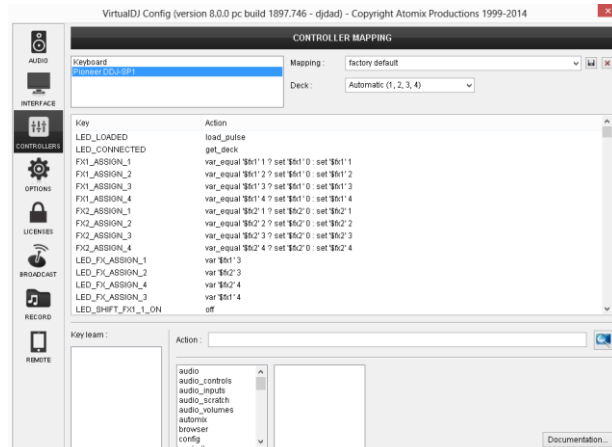 VirtualDJ Config (version 8.0.0 pc build 1897.746 - djdad) - Copyright Atomix Productions 1999-2014
AUDIO
INTERFACE
CONTROLLERS
OPTIONS
LICENSES
BROADCAST
RECORD
REMOTE
CONTROLLER MAPPING
Keyboard
Pioneer DDJ-SP1
Mapping : factory default
Deck : Automatic (1, 2, 3, 4)
Key Action
LED_LOADED load_pulse
LED_CONNECTED get_deck
FX1_ASSIGN_1 var_equal '$fx1' 1 ? set '$fx1' 0 : set '$fx1' 1
FX1_ASSIGN_2 var_equal '$fx1' 2 ? set '$fx1' 0 : set '$fx1' 2
FX1_ASSIGN_3 var_equal '$fx1' 3 ? set '$fx1' 0 : set '$fx1' 3
FX1_ASSIGN_4 var_equal '$fx1' 4 ? set '$fx1' 0 : set '$fx1' 4
FX2_ASSIGN_1 var_equal '$fx2' 1 ? set '$fx2' 0 : set '$fx2' 1
FX2_ASSIGN_2 var_equal '$fx2' 2 ? set '$fx2' 0 : set '$fx2' 2
FX2_ASSIGN_3 var_equal '$fx2' 3 ? set '$fx2' 0 : set '$fx2' 3
FX2_ASSIGN_4 var_equal '$fx2' 4 ? set '$fx2' 0 : set '$fx2' 4
LED_FX_ASSIGN_1 var '$fx1' 3
LED_FX_ASSIGN_2 var '$fx2' 3
LED_FX_ASSIGN_4 var '$fx2' 4
LED_FX_ASSIGN_3 var '$fx1' 4
LED_SHIFT_FX1_1_ON off
Key learn :
Action :
audio
audio_controls
audio_inputs
audio_scratch
audio_volumes
automix
browser
config
Documentation...